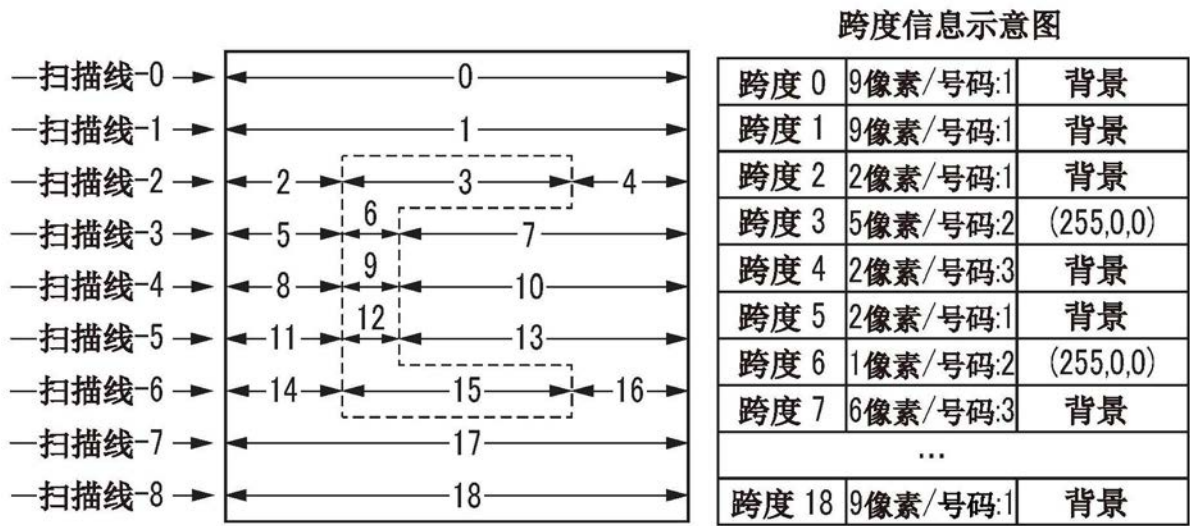 跨度信息示意图
扫描线-0 0
扫描线-1 1
扫描线-2 2 3 4
扫描线-3 5 6 7
扫描线-4 8 9 10
扫描线-5 11 12 13
扫描线-6 14 15 16
扫描线-7 17
扫描线-8 18
跨度 0 9像素/号码:1 背景
跨度 1 9像素/号码:1 背景
跨度 2 2像素/号码:1 背景
跨度 3 5像素/号码:2 (255,0,0)
跨度 4 2像素/号码:3 背景
跨度 5 2像素/号码:1 背景
跨度 6 1像素/号码:2 (255,0,0)
跨度 7 6像素/号码:3 背景
…
跨度 18 9像素/号码:1 背景